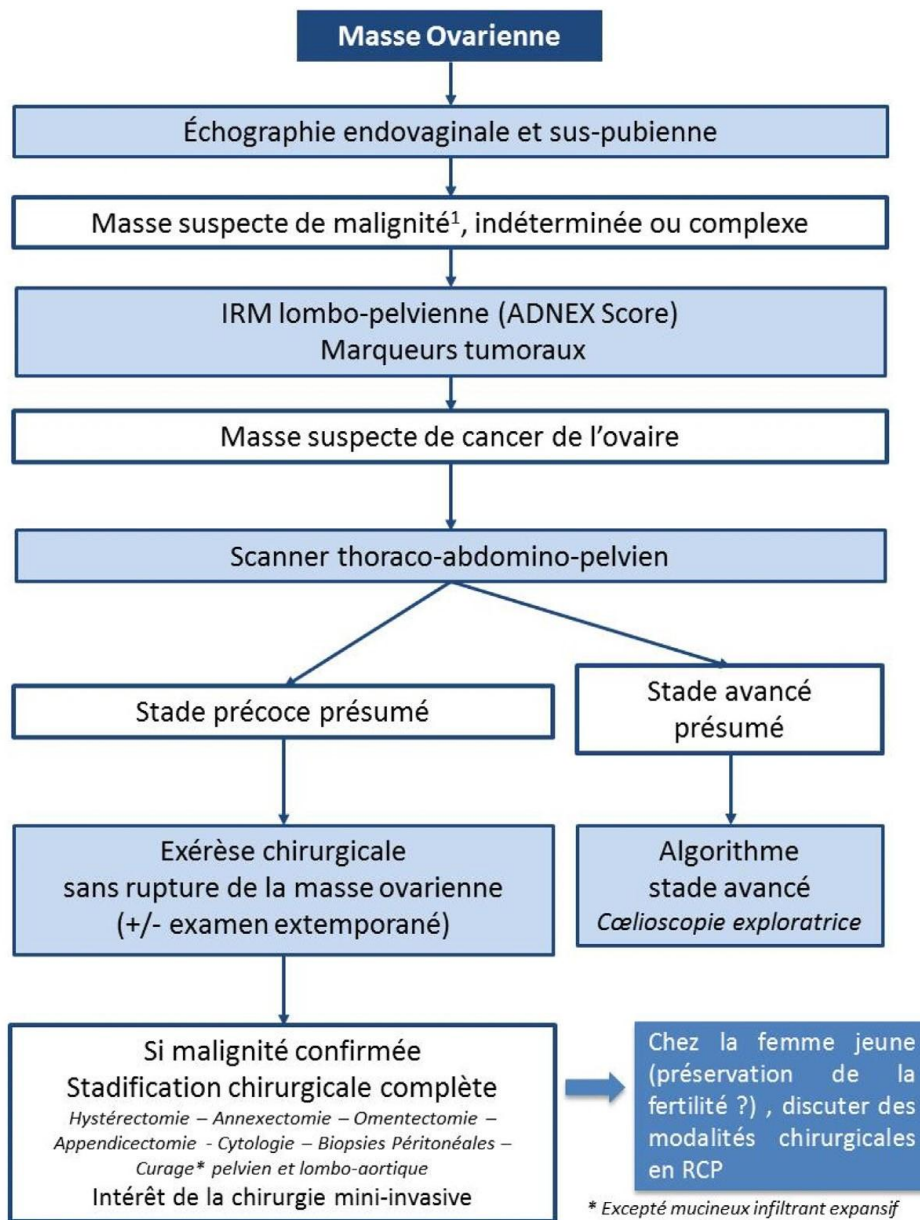 Masse Ovarienne
Échographie endovaginale et sus-pubienne
Masse suspecte de malignité¹, indéterminée ou complexe
IRM lombo-pelvienne (ADNEX Score)
Marqueurs tumoraux
Masse suspecte de cancer de l’ovaire
Scanner thoraco-abdomino-pelvien
Stade précoce présumé
Stade avancé
présumé
Exérèse chirurgicale
sans rupture de la masse ovarienne
(+/- examen extemporané)
Algorithme
stade avancé
Cœlioscopie exploratrice
Si malignité confirmée
Stadification chirurgicale complète
Hystérectomie – Annexectomie – Omentectomie –
Appendicectomie - Cytologie – Biopsies Péritonéales –
Curage* pelvien et lombo-aortique
Intérêt de la chirurgie mini-invasive
Chez la femme jeune
(préservation de la
fertilité ?) , discuter des
modalités chirurgicales
en RCP
* Excepté mucineux infiltrant expansif